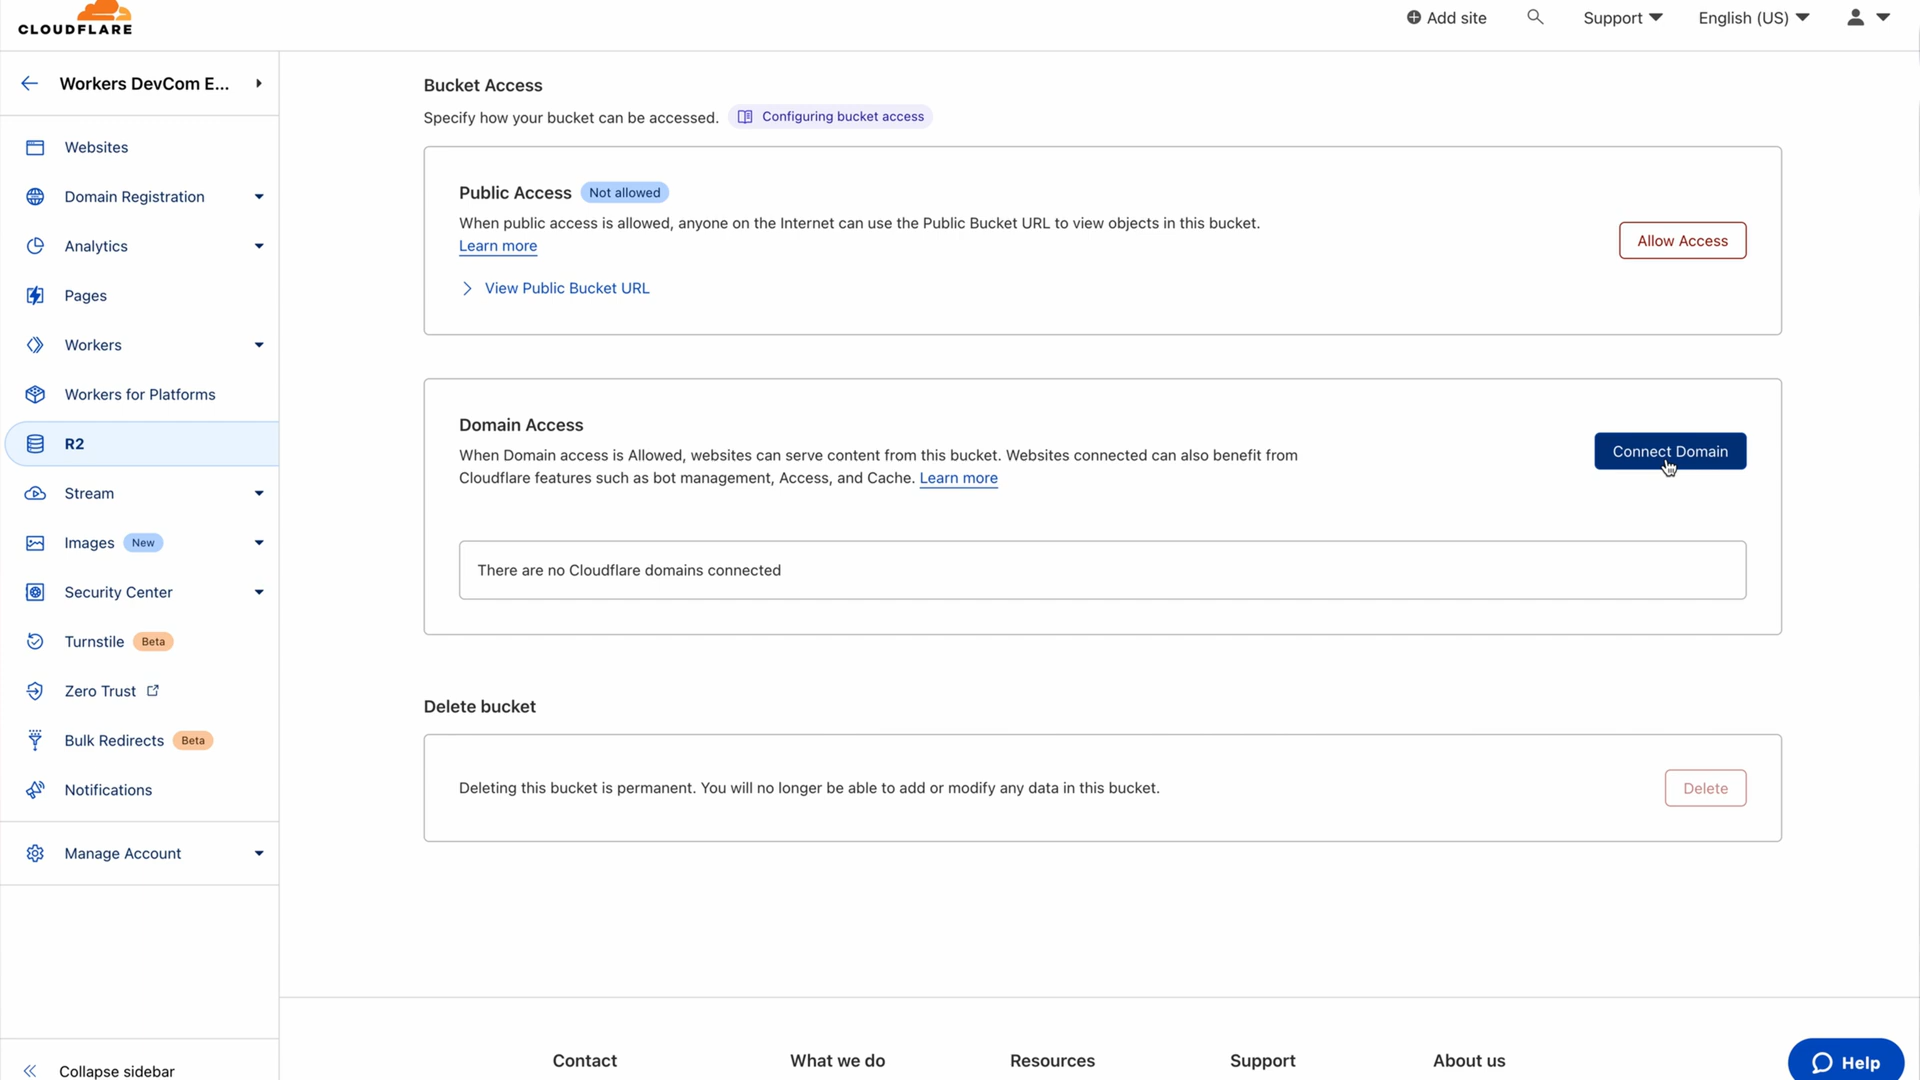 CLOUDFLARE
Add site
Support
English (US)
Workers DevCom E...
Websites
Domain Registration
Analytics
Pages
Workers
Workers for Platforms
R2
Stream
Images New
Security Center
Turnstile Beta
Zero Trust
Bulk Redirects Beta
Notifications
Manage Account
Collapse sidebar
Bucket Access
Specify how your bucket can be accessed. Configuring bucket access
Public Access Not allowed
When public access is allowed, anyone on the Internet can use the Public Bucket URL to view objects in this bucket.
Learn more
View Public Bucket URL
Allow Access
Domain Access
When Domain access is Allowed, websites can serve content from this bucket. Websites connected can also benefit from
Cloudflare features such as bot management, Access, and Cache. Learn more
Connect Domain
There are no Cloudflare domains connected
Delete bucket
Deleting this bucket is permanent. You will no longer be able to add or modify any data in this bucket.
Delete
Contact
What we do
Resources
Support
About us
Help